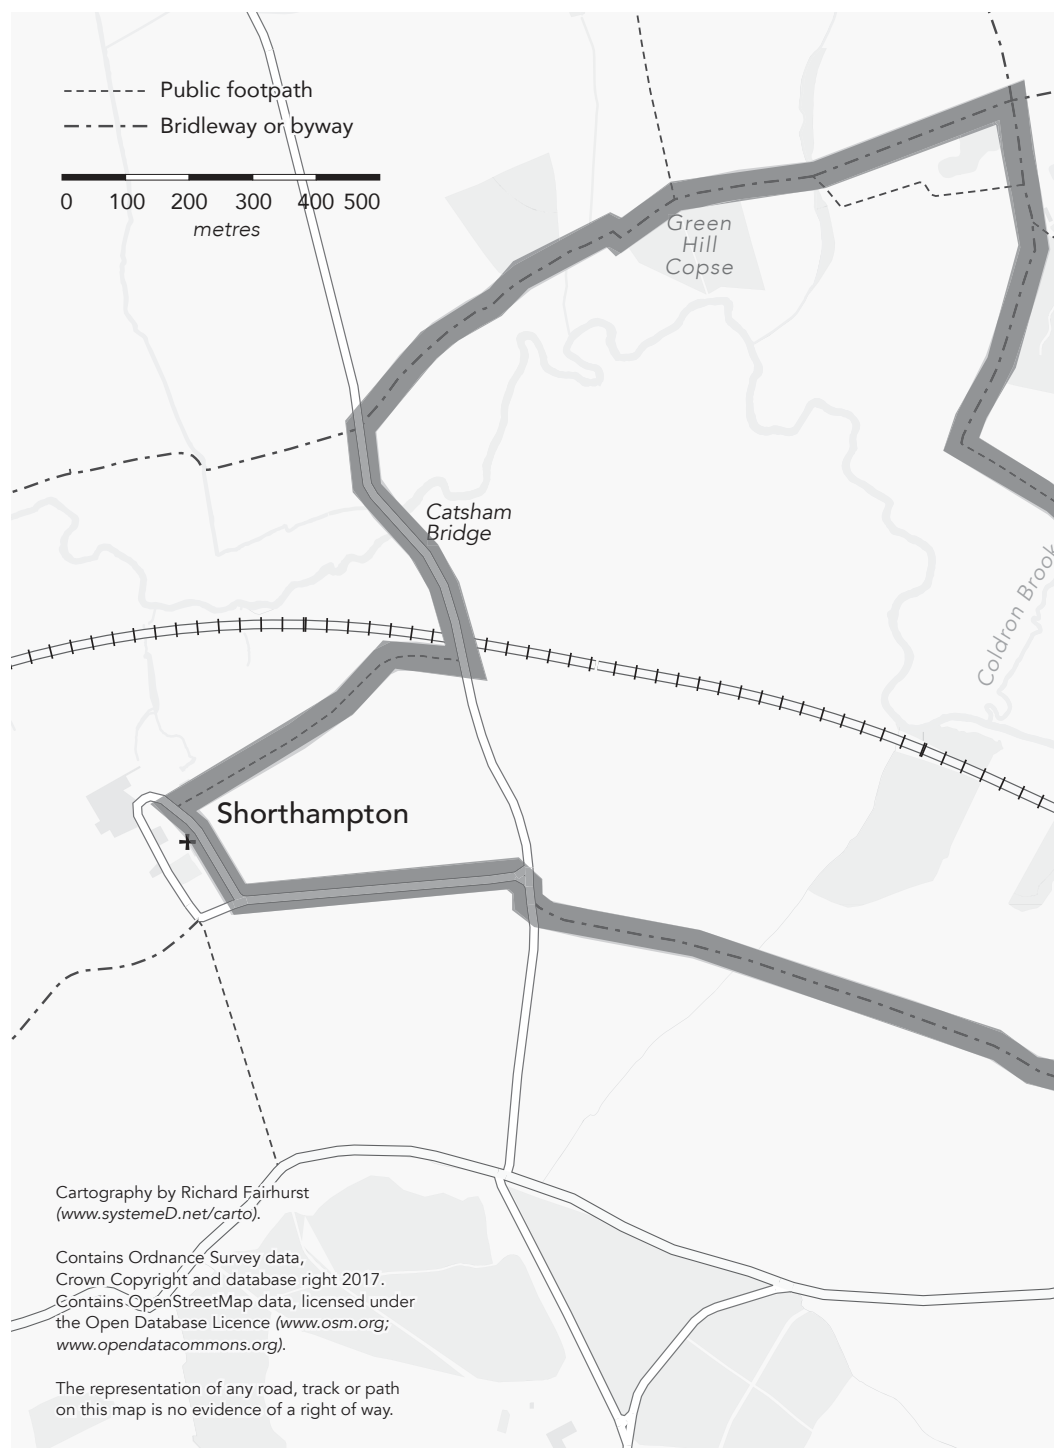 Public footpath
Bridleway or byway
0 100 200 300 400 500
metres
Green
Hill
Copse
Catsham
Bridge
Coldron Brook
Shorthampton
Cartography by Richard Fairhurst
(www.systemeD.net/carto).
Contains Ordnance Survey data,
Crown Copyright and database right 2017.
Contains OpenStreetMap data, licensed under
the Open Database Licence (www.osm.org;
www.opendatacommons.org).
The representation of any road, track or path
on this map is no evidence of a right of way.